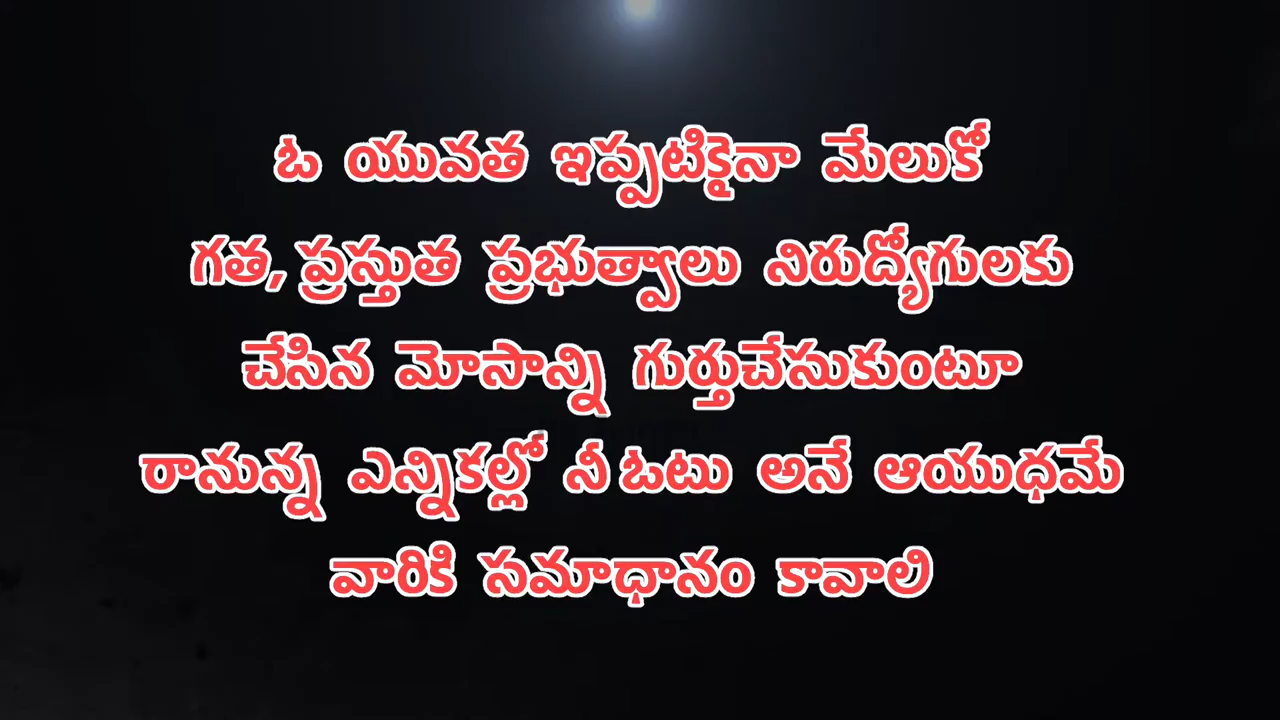 ఓ యువత ఇప్పటికైనా మేలుకో
గత, ప్రస్తుత ప్రభుత్వాలు నిరుద్యోగులకు
చేసిన మోసాన్ని గుర్తుచేసుకుంటూ
రానున్న ఎన్నికల్లో నీ ఓటు అనే ఆయుధమే
వారికి సమాధానం కావాలి